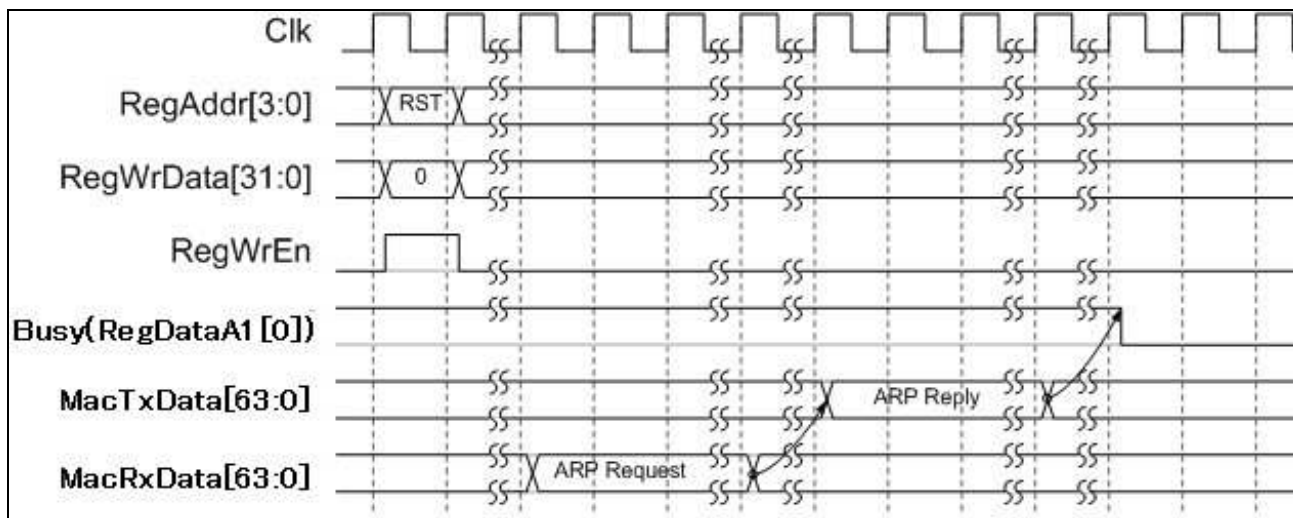 Clk
RegAddr[3:0] RST
RegWrData[31:0] 0
RegWrEn
Busy(RegDataA1[0])
MacTxData[63:0] ARP Reply
MacRxData[63:0] ARP Request